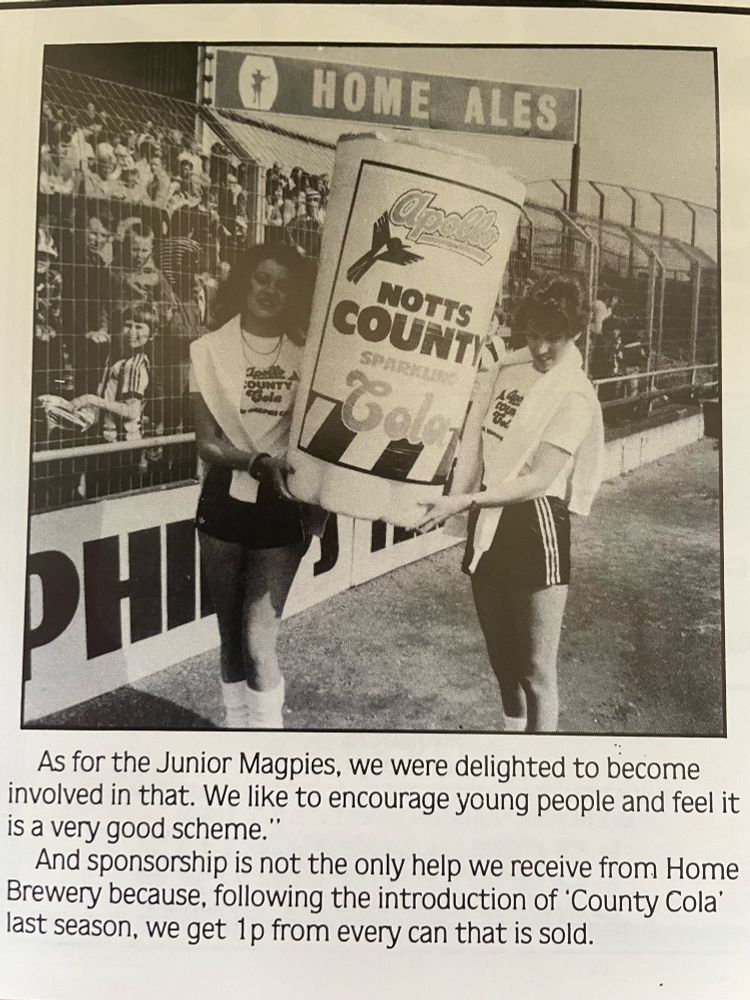 HOME ALES
Apollo
NOTTS
COUNTY
SPARKLING
Cola
Apollo
COUNTY
Cola
PHI
As for the Junior Magpies, we were delighted to become
involved in that. We like to encourage young people and feel it
is a very good scheme.”
And sponsorship is not the only help we receive from Home
Brewery because, following the introduction of ‘County Cola’
last season, we get 1p from every can that is sold.